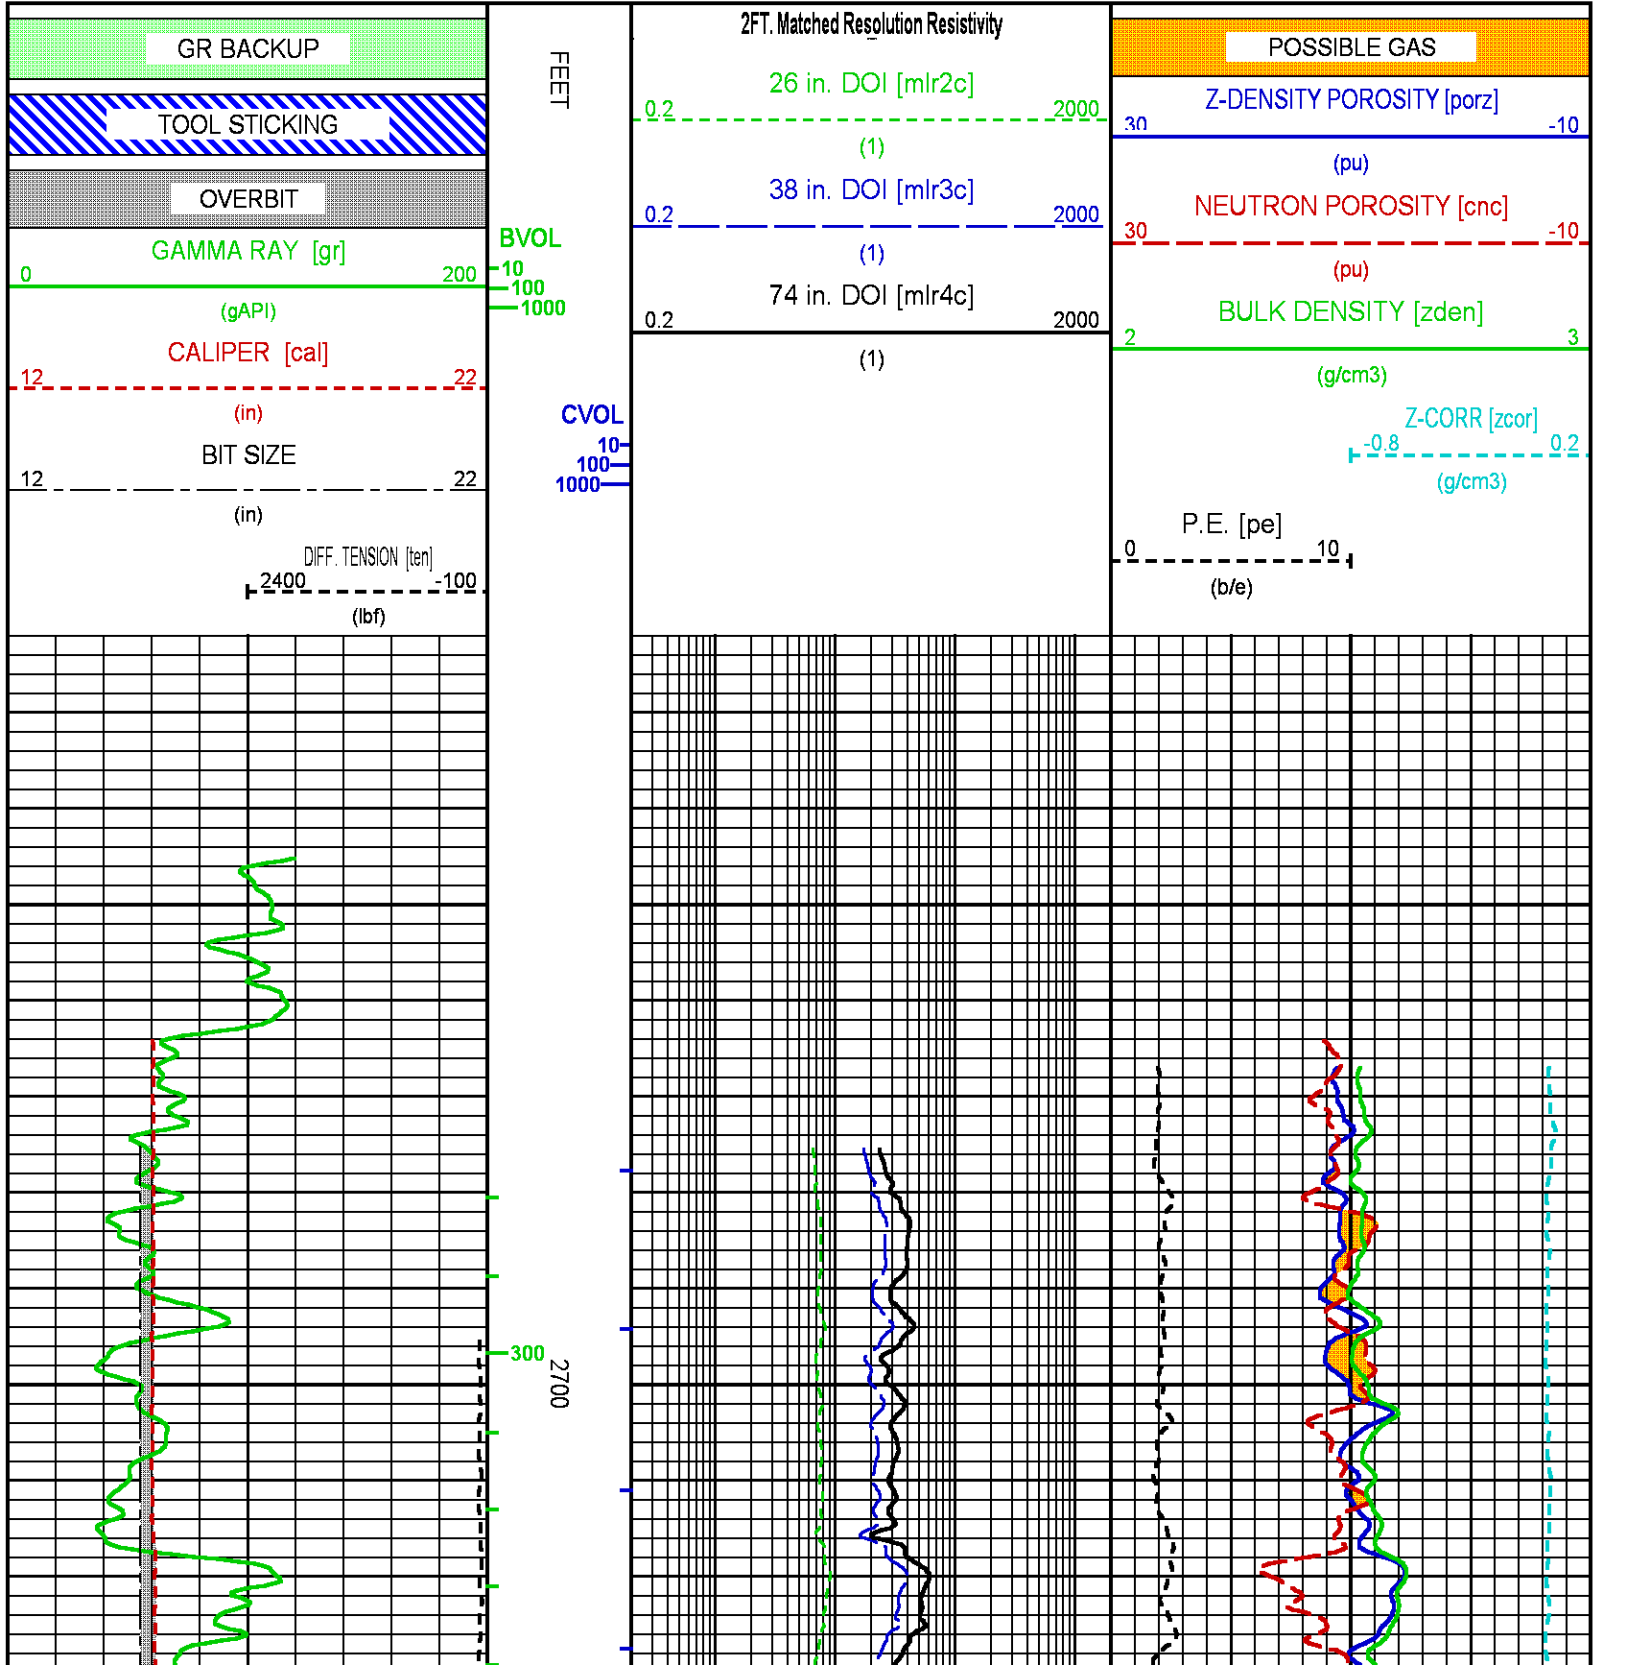 GR BACKUP
TOOL STICKING
OVERBIT
GAMMA RAY [gr]
0 200
(gAPI)
CALIPER [cal]
12 22
(in)
BIT SIZE
12 22
(in)
DIFF. TENSION [ten]
2400 -100
(lbf)
FEET
BVOL
10
100
1000
CVOL
10
100
1000
2FT. Matched Resolution Resistivity
26 in. DOI [mlr2c]
0.2 2000
(1)
38 in. DOI [mlr3c]
0.2 2000
(1)
74 in. DOI [mlr4c]
0.2 2000
(1)
POSSIBLE GAS
Z-DENSITY POROSITY [porz]
30 -10
(pu)
NEUTRON POROSITY [cnc]
30 -10
(pu)
BULK DENSITY [zden]
2 3
(g/cm3)
Z-CORR [zcor]
-0.8 0.2
(g/cm3)
P.E. [pe]
0 10
(b/e)
300
2700